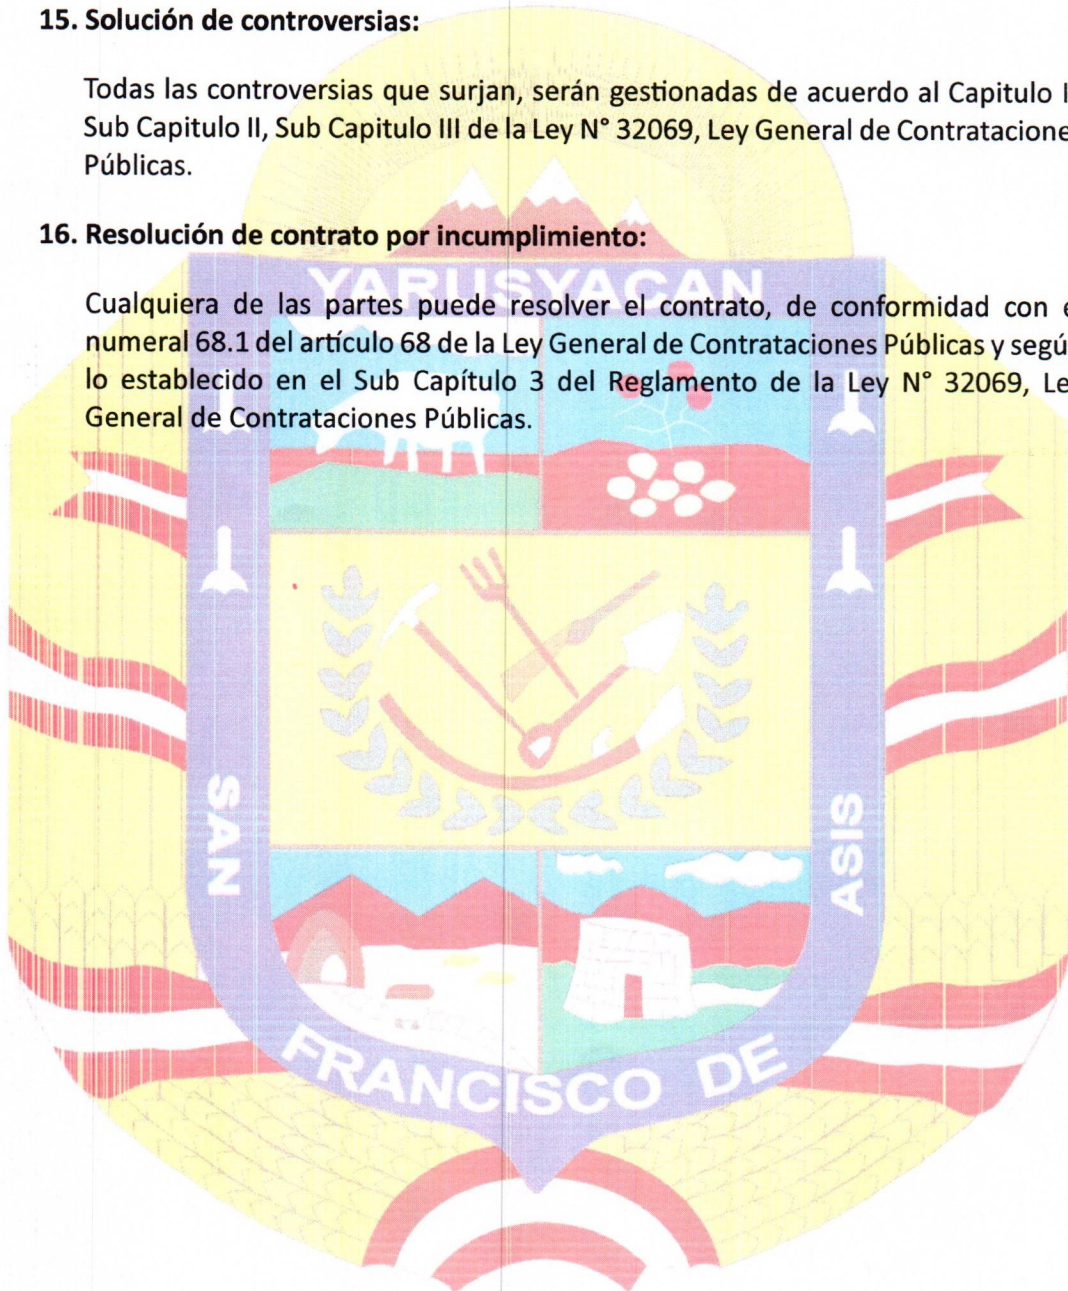 15. Solución de controversias:
Todas las controversias que surjan, serán gestionadas de acuerdo al Capitulo I
Sub Capitulo II, Sub Capitulo III de la Ley N° 32069, Ley General de Contratacione
Públicas.
16. Resolución de contrato por incumplimiento:
Cualquiera de las partes puede resolver el contrato, de conformidad con e
numeral 68.1 del artículo 68 de la Ley General de Contrataciones Públicas y segú
lo establecido en el Sub Capítulo 3 del Reglamento de la Ley N° 32069, Le
General de Contrataciones Públicas.
YARUSYACAN
SAN
FRANCISCO DE
ASIS